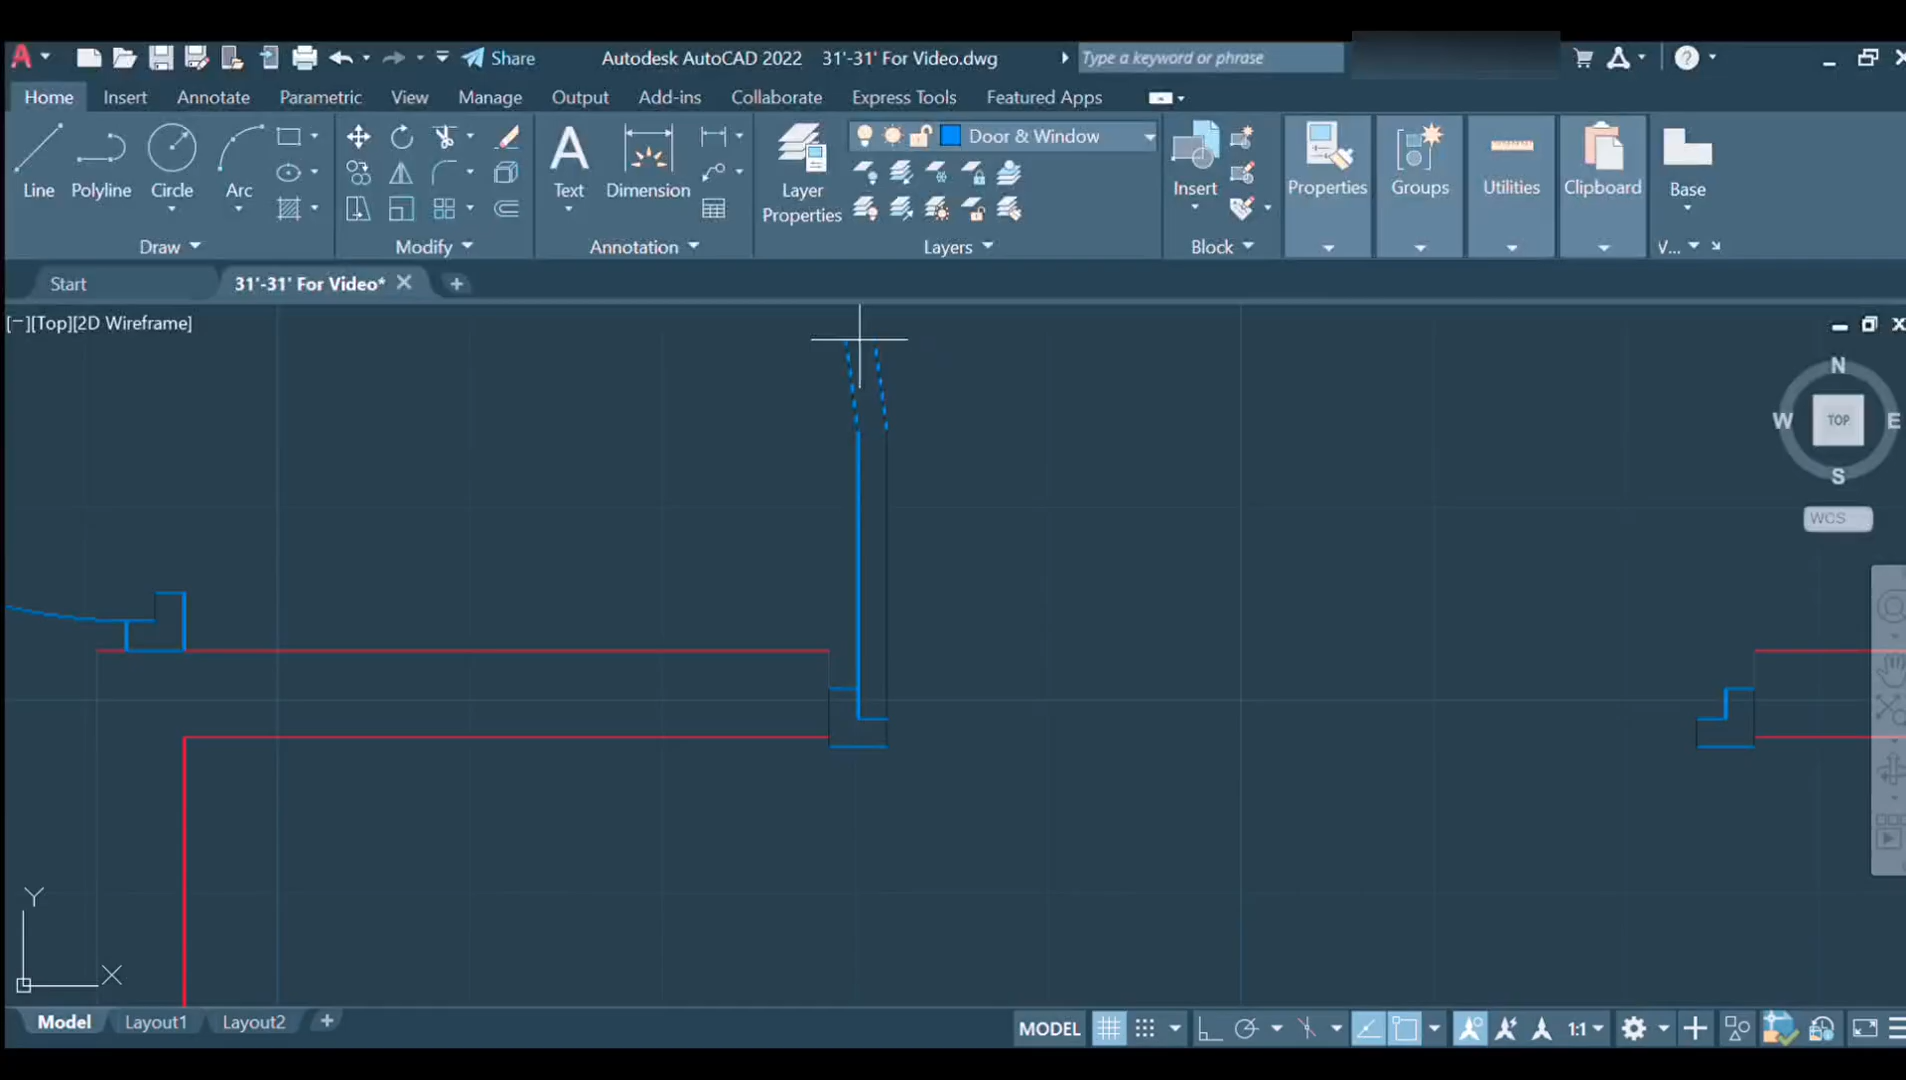 Share
Autodesk AutoCAD 2022 31'-31' For Video.dwg
Type a keyword or phrase
Home Insert Annotate Parametric View Manage Output Add-ins Collaborate Express Tools Featured Apps
Door & Window
Line Polyline Circle Arc
Text Dimension
Layer Properties
Insert Properties Groups Utilities Clipboard Base
Draw Modify Annotation Layers Block V...
Start 31'-31' For Video*
[−][Top][2D Wireframe]
N
W TOP E
S
WCS
Y
X
Model Layout1 Layout2
MODEL 1:1